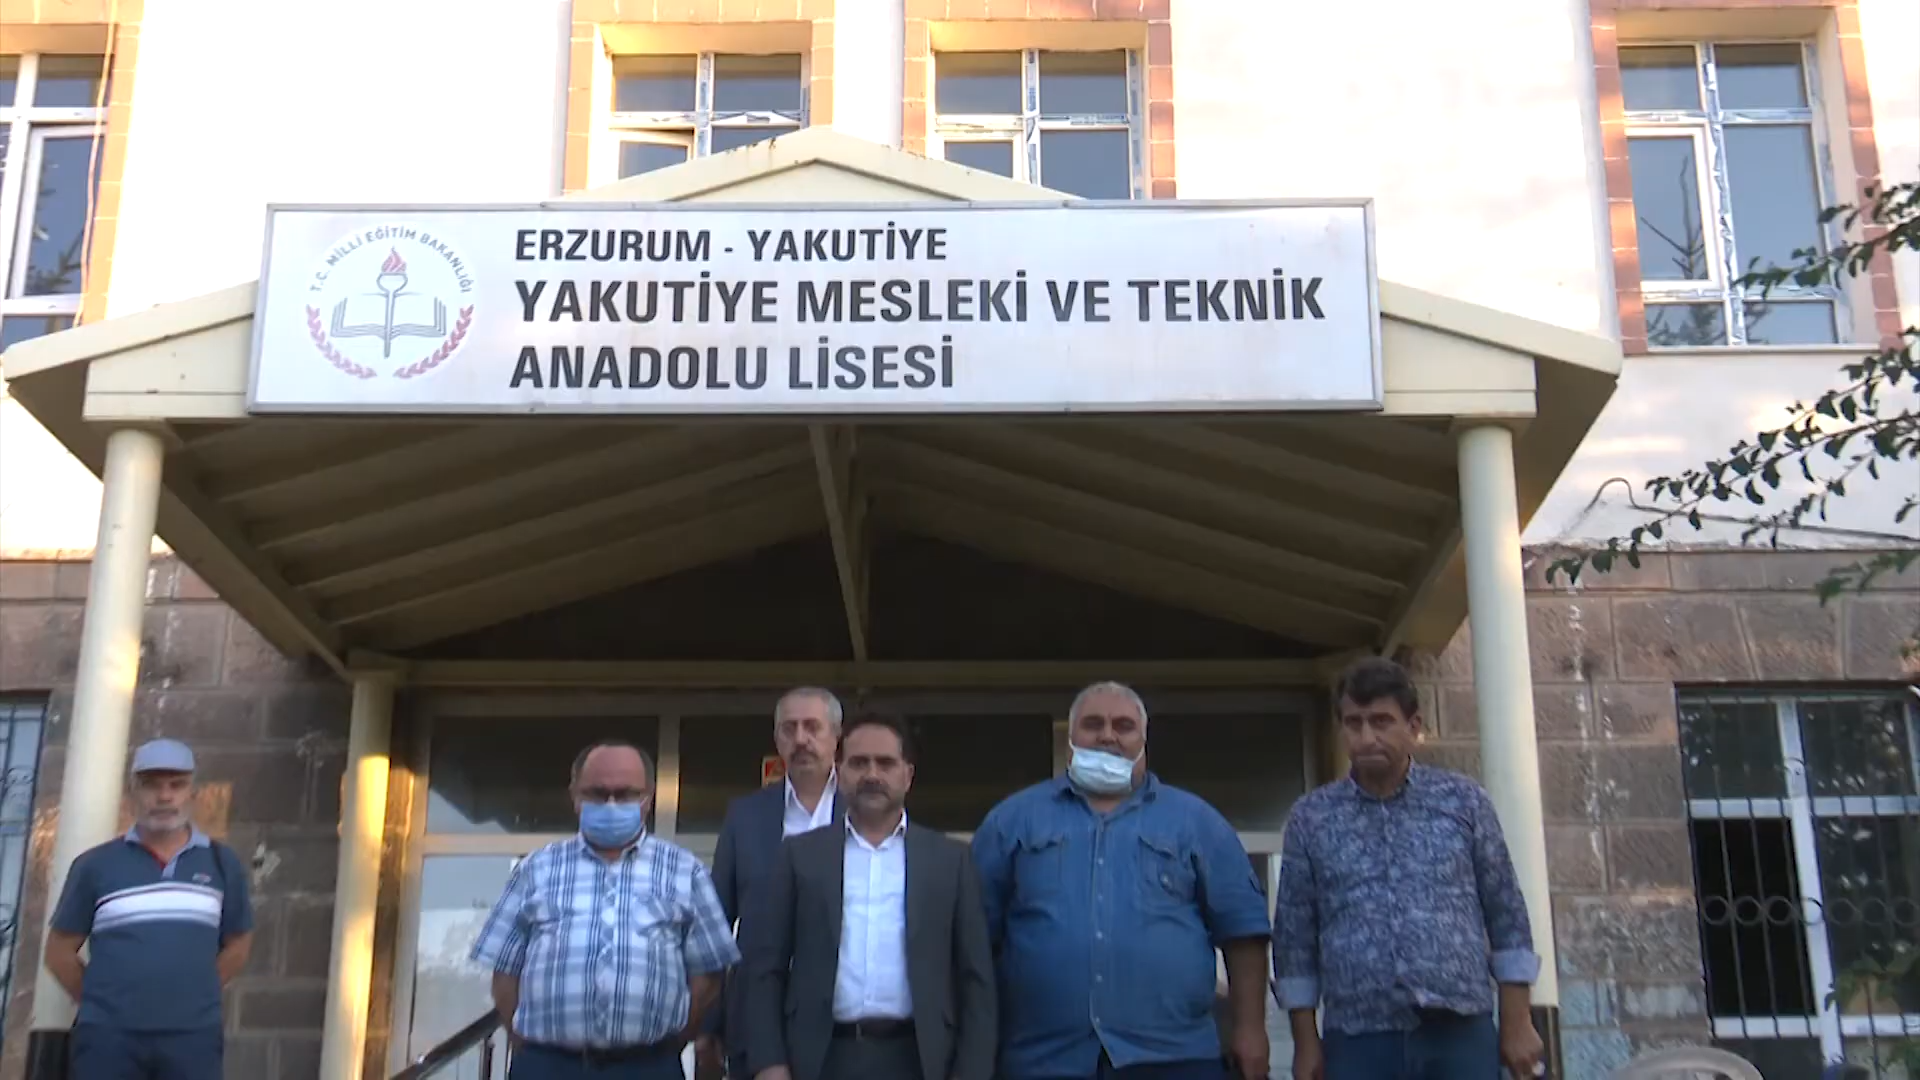 T.C. MİLLİ EĞİTİM BAKANLIĞI
ERZURUM - YAKUTİYE
YAKUTİYE MESLEKİ VE TEKNİK
ANADOLU LİSESİ